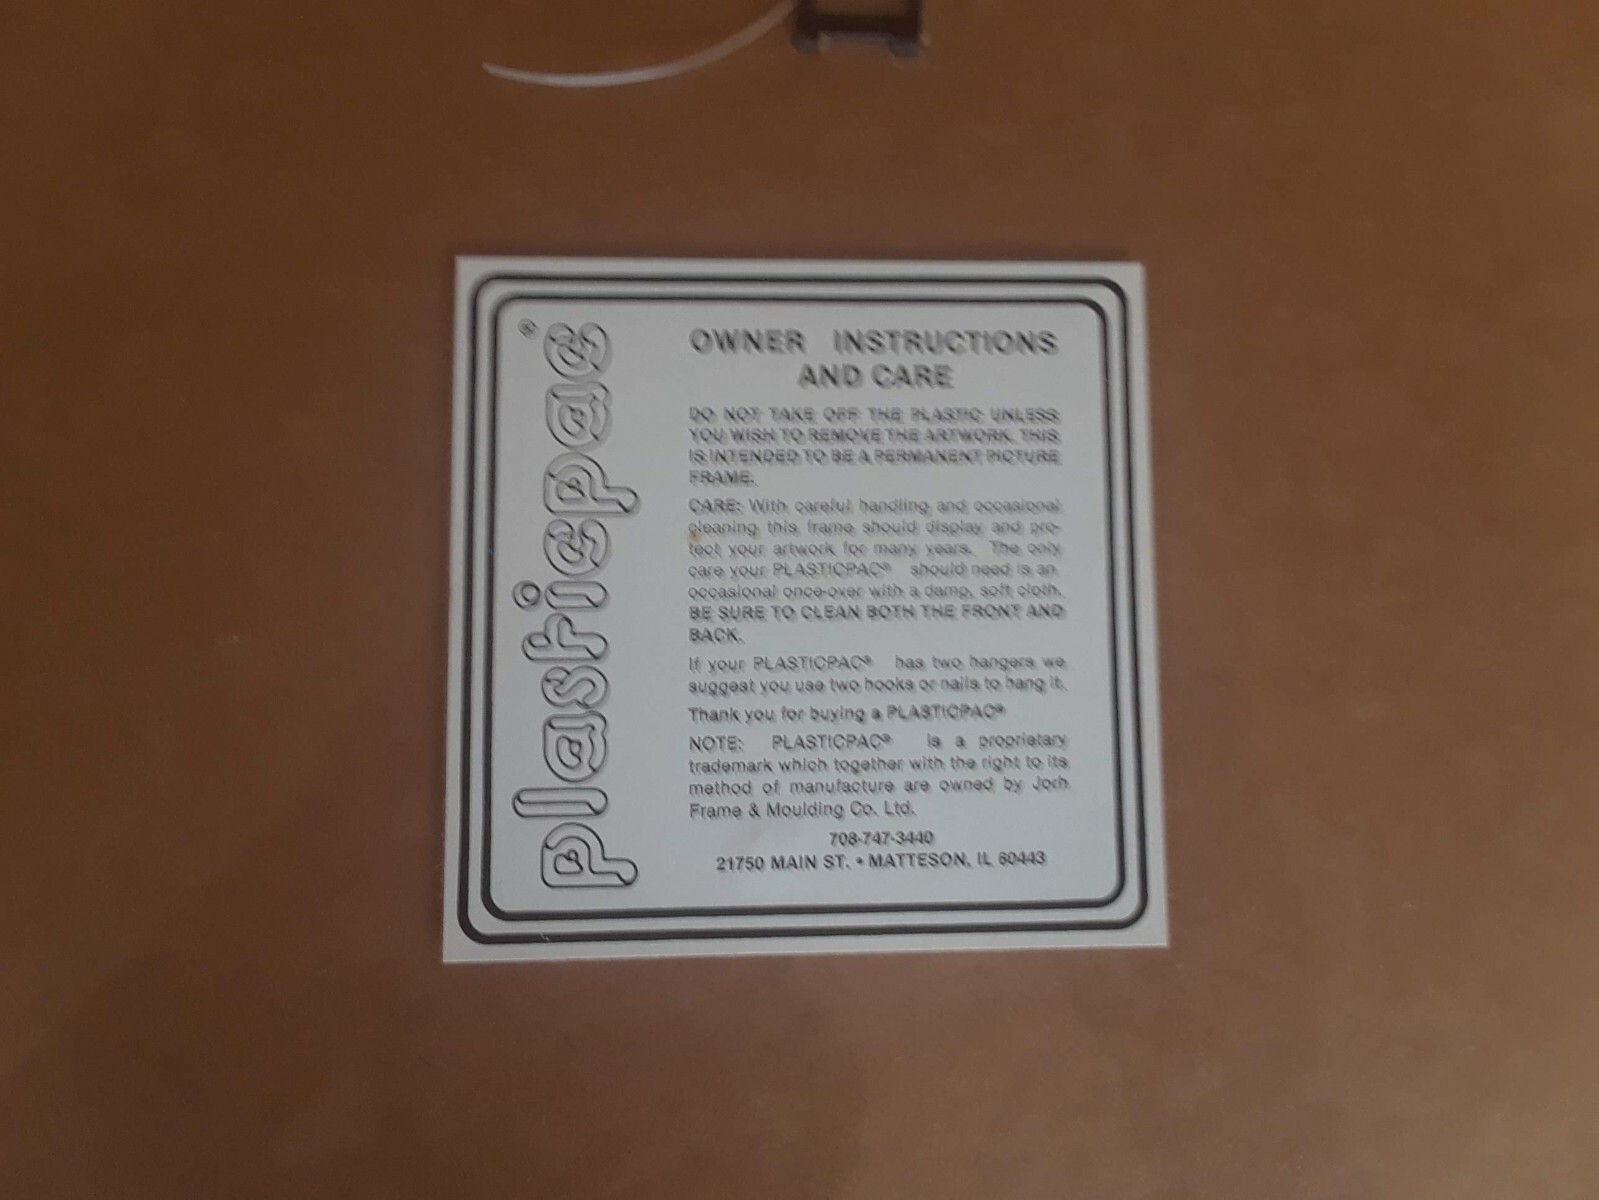 plasticpac®
OWNER INSTRUCTIONS
AND CARE
DO NOT TAKE OFF THE PLASTIC UNLESS
YOU WISH TO REMOVE THE ARTWORK. THIS
IS INTENDED TO BE A PERMANENT PICTURE
FRAME.
CARE: With careful handling and occasional
cleaning this frame should display and pro-
tect your artwork for many years. The only
care your PLASTICPAC® should need is an
occasional once-over with a damp, soft cloth.
BE SURE TO CLEAN BOTH THE FRONT AND
BACK.
If your PLASTICPAC® has two hangers we
suggest you use two hooks or nails to hang it.
Thank you for buying a PLASTICPAC®
NOTE: PLASTICPAC® is a proprietary
trademark which together with the right to its
method of manufacture are owned by Jorh
Frame & Moulding Co. Ltd.
708-747-3440
21750 MAIN ST. • MATTESON, IL 60443